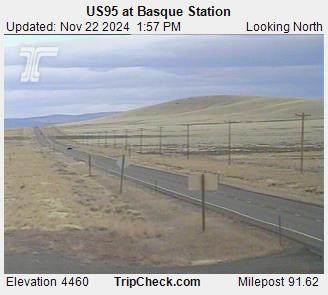 US95 at Basque Station
Updated: Nov 22 2024 1:57 PM Looking North
Elevation 4460 TripCheck.com Milepost 91.62